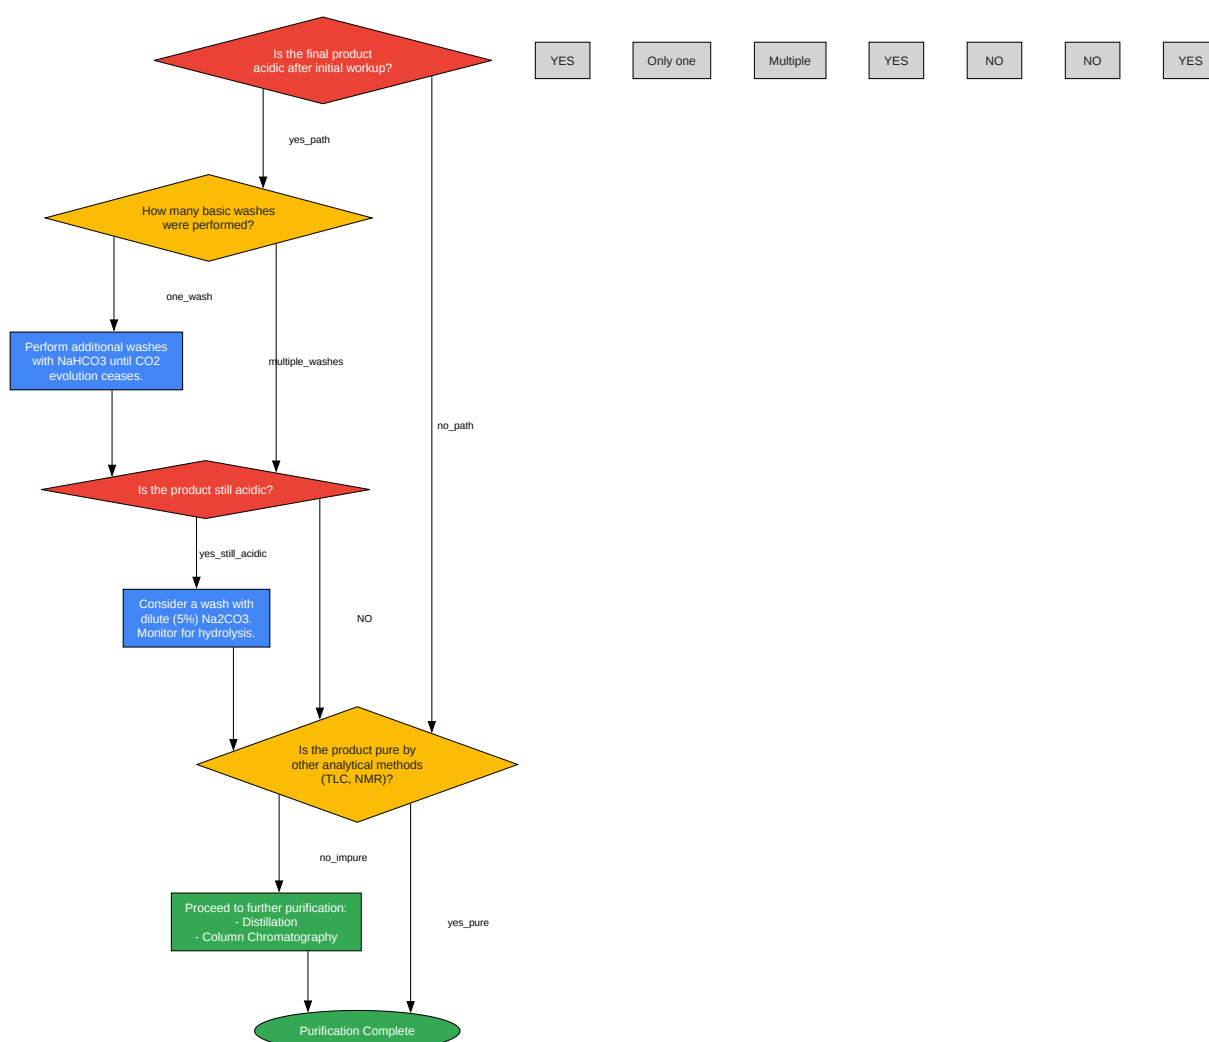 Is the final product
acidic after initial workup?
YES
Only one
Multiple
YES
NO
NO
YES
yes_path
How many basic washes
were performed?
one_wash
Perform additional washes
with NaHCO3 until CO2
evolution ceases.
multiple_washes
no_path
Is the product still acidic?
yes_still_acidic
Consider a wash with
dilute (5%) Na2CO3.
Monitor for hydrolysis.
NO
Is the product pure by
other analytical methods
(TLC, NMR)?
no_impure
Proceed to further purification:
- Distillation
- Column Chromatography
yes_pure
Purification Complete